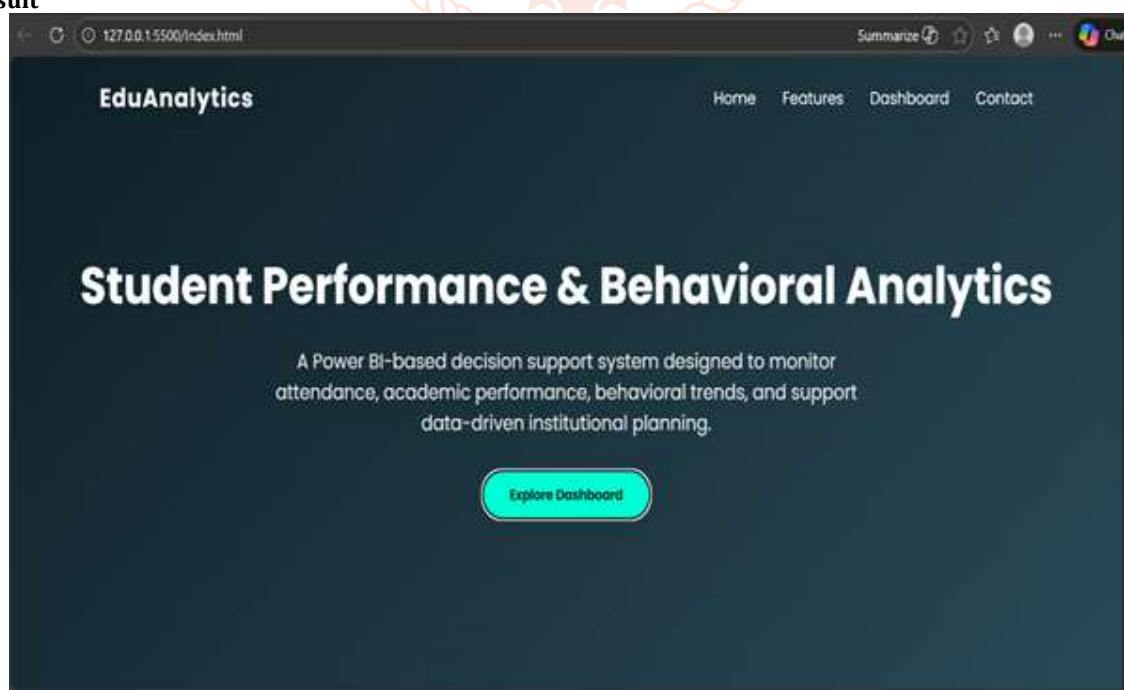 127.0.0.1:5500/Index.html Summarize
EduAnalytics Home Features Dashboard Contact
Student Performance & Behavioral Analytics
A Power BI-based decision support system designed to monitor
attendance, academic performance, behavioral trends, and support
data-driven institutional planning.
Explore Dashboard